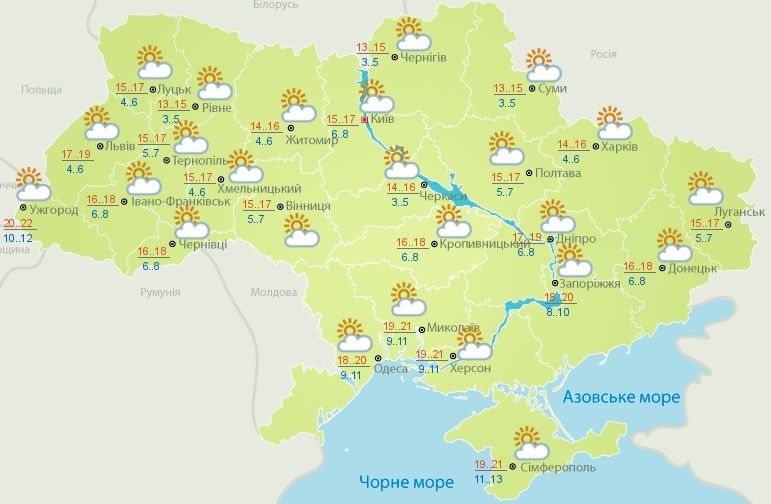 Білорусь
Росія
Польща
13..15
3..5
Чернігів
15..17
4..6
Луцьк
13..15
3..5
Рівне
13..15
3..5
Суми
15..17
6..8
Київ
14..16
4..6
Житомир
14..16
4..6
Харків
17..19
4..6
Львів
15..17
5..7
Тернопіль
15..17
4..6
Хмельницький
15..17
5..7
Полтава
14..16
3..5
Черкаси
20..22
10..12
Ужгород
16..18
6..8
Івано-Франківськ
15..17
5..7
Вінниця
15..17
5..7
Луганськ
16..18
6..8
Чернівці
16..18
6..8
Кропивницький
17..19
6..8
Дніпро
16..18
6..8
Донецьк
18..20
8..10
Запоріжжя
Румунія
Молдова
19..21
9..11
Миколаїв
18..20
9..11
Одеса
19..21
9..11
Херсон
Азовське море
19..21
11..13
Сімферополь
Чорне море